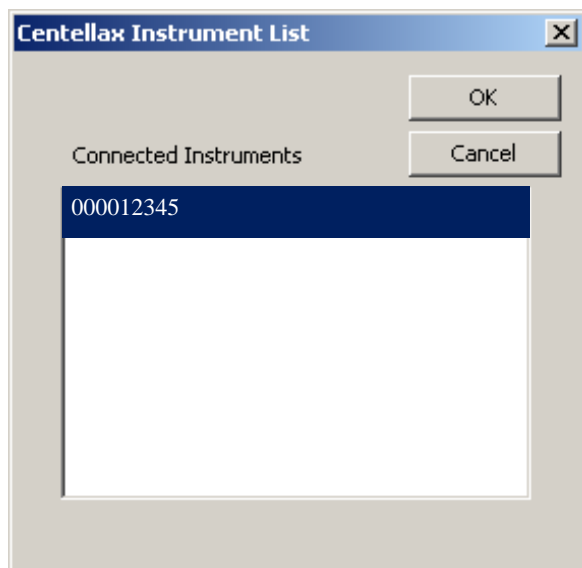 Centellax Instrument List
OK
Connected Instruments
Cancel
000012345